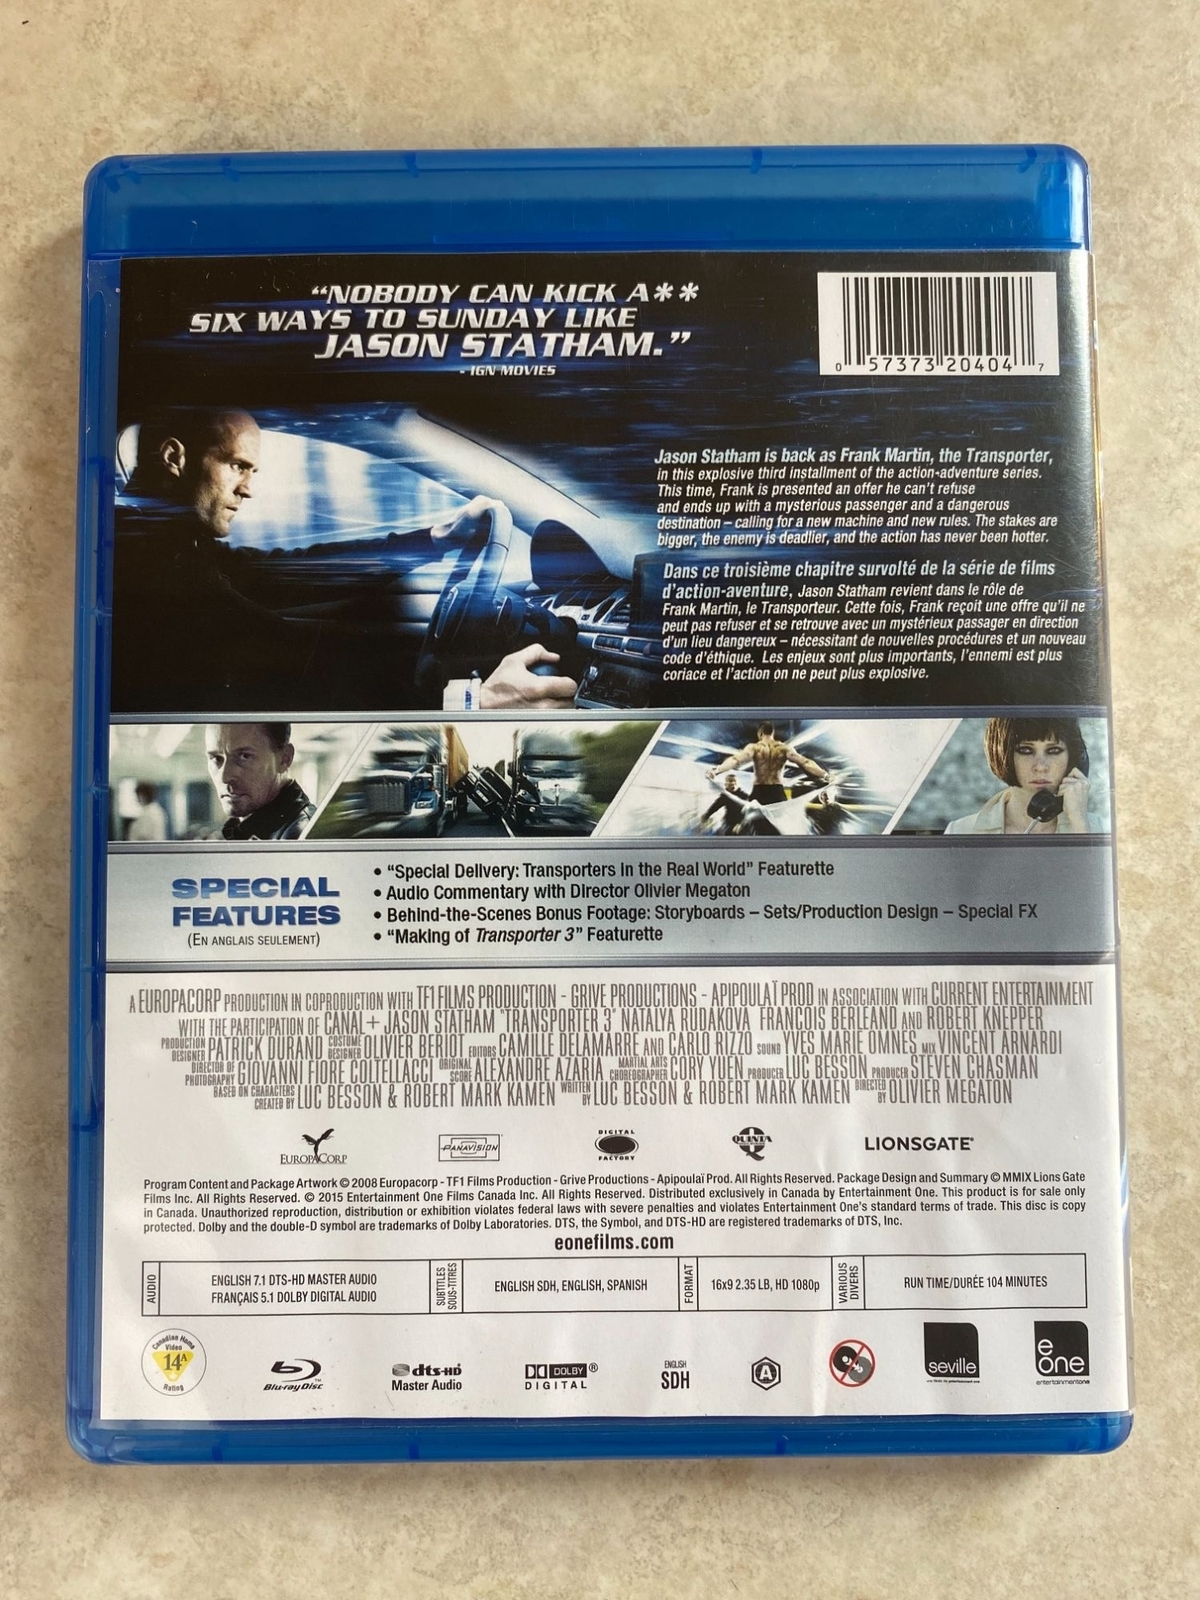 “NOBODY CAN KICK A**
SIX WAYS TO SUNDAY LIKE
JASON STATHAM.”
- IGN MOVIES
0 57373 20404 7
Jason Statham is back as Frank Martin, the Transporter,
in this explosive third installment of the action-adventure series.
This time, Frank is presented an offer he can't refuse
and ends up with a mysterious passenger and a dangerous
destination – calling for a new machine and new rules. The stakes are
bigger, the enemy is deadlier, and the action has never been hotter.
Dans ce troisième chapitre survolté de la série de films
d'action-aventure, Jason Statham revient dans le rôle de
Frank Martin, le Transporteur. Cette fois, Frank reçoit une offre qu'il ne
peut pas refuser et se retrouve avec un mystérieux passager en direction
d'un lieu dangereux – nécessitant de nouvelles procédures et un nouveau
code d'éthique. Les enjeux sont plus importants, l'ennemi est plus
coriace et l'action on ne peut plus explosive.
SPECIAL
FEATURES
(EN ANGLAIS SEULEMENT)
• “Special Delivery: Transporters in the Real World” Featurette
• Audio Commentary with Director Olivier Megaton
• Behind-the-Scenes Bonus Footage: Storyboards – Sets/Production Design – Special FX
• “Making of Transporter 3” Featurette
A EUROPACORP PRODUCTION IN COPRODUCTION WITH TF1 FILMS PRODUCTION - GRIVE PRODUCTIONS - APIPOULAÏ PROD IN ASSOCIATION WITH CURRENT ENTERTAINMENT
WITH THE PARTICIPATION OF CANAL+ JASON STATHAM "TRANSPORTER 3" NATALYA RUDAKOVA FRANÇOIS BERLEAND AND ROBERT KNEPPER
PRODUCTION DESIGNER PATRICK DURAND COSTUME DESIGNER OLIVIER BERIOT EDITORS CAMILLE DELAMARRE AND CARLO RIZZO SOUND YVES MARIE OMNES MIX VINCENT ARNARDI
DIRECTOR OF PHOTOGRAPHY GIOVANNI FIORE COLTELLACCI ORIGINAL SCORE ALEXANDRE AZARIA MARTIAL ARTS CHOREOGRAPHER CORY YUEN PRODUCER LUC BESSON PRODUCER STEVEN CHASMAN
BASED ON CHARACTERS CREATED BY LUC BESSON & ROBERT MARK KAMEN WRITTEN BY LUC BESSON & ROBERT MARK KAMEN DIRECTED BY OLIVIER MEGATON
EUROPACORP
PANAVISION
DIGITAL FACTORY
QUINTA
LIONSGATE®
Program Content and Package Artwork © 2008 Europacorp - TF1 Films Production - Grive Productions - Apipoulaï Prod. All Rights Reserved. Package Design and Summary © MMIX Lions Gate
Films Inc. All Rights Reserved. © 2015 Entertainment One Films Canada Inc. All Rights Reserved. Distributed exclusively in Canada by Entertainment One. This product is for sale only
in Canada. Unauthorized reproduction, distribution or exhibition violates federal laws with severe penalties and violates Entertainment One's standard terms of trade. This disc is copy
protected. Dolby and the double-D symbol are trademarks of Dolby Laboratories. DTS, the Symbol, and DTS-HD are registered trademarks of DTS, Inc.
eonefilms.com
AUDIO
ENGLISH 7.1 DTS-HD MASTER AUDIO
FRANÇAIS 5.1 DOLBY DIGITAL AUDIO
SUBTITLES
SOUS-TITRES
ENGLISH SDH, ENGLISH, SPANISH
FORMAT
16x9 2.35 LB, HD 1080p
VARIOUS
DIVERS
RUN TIME/DURÉE 104 MINUTES
Canadian Home
Video
14A
Rating
Blu-ray Disc™
dts-HD
Master Audio
DOLBY®
DIGITAL
ENGLISH
SDH
A
seville
e
one
entertainmentone